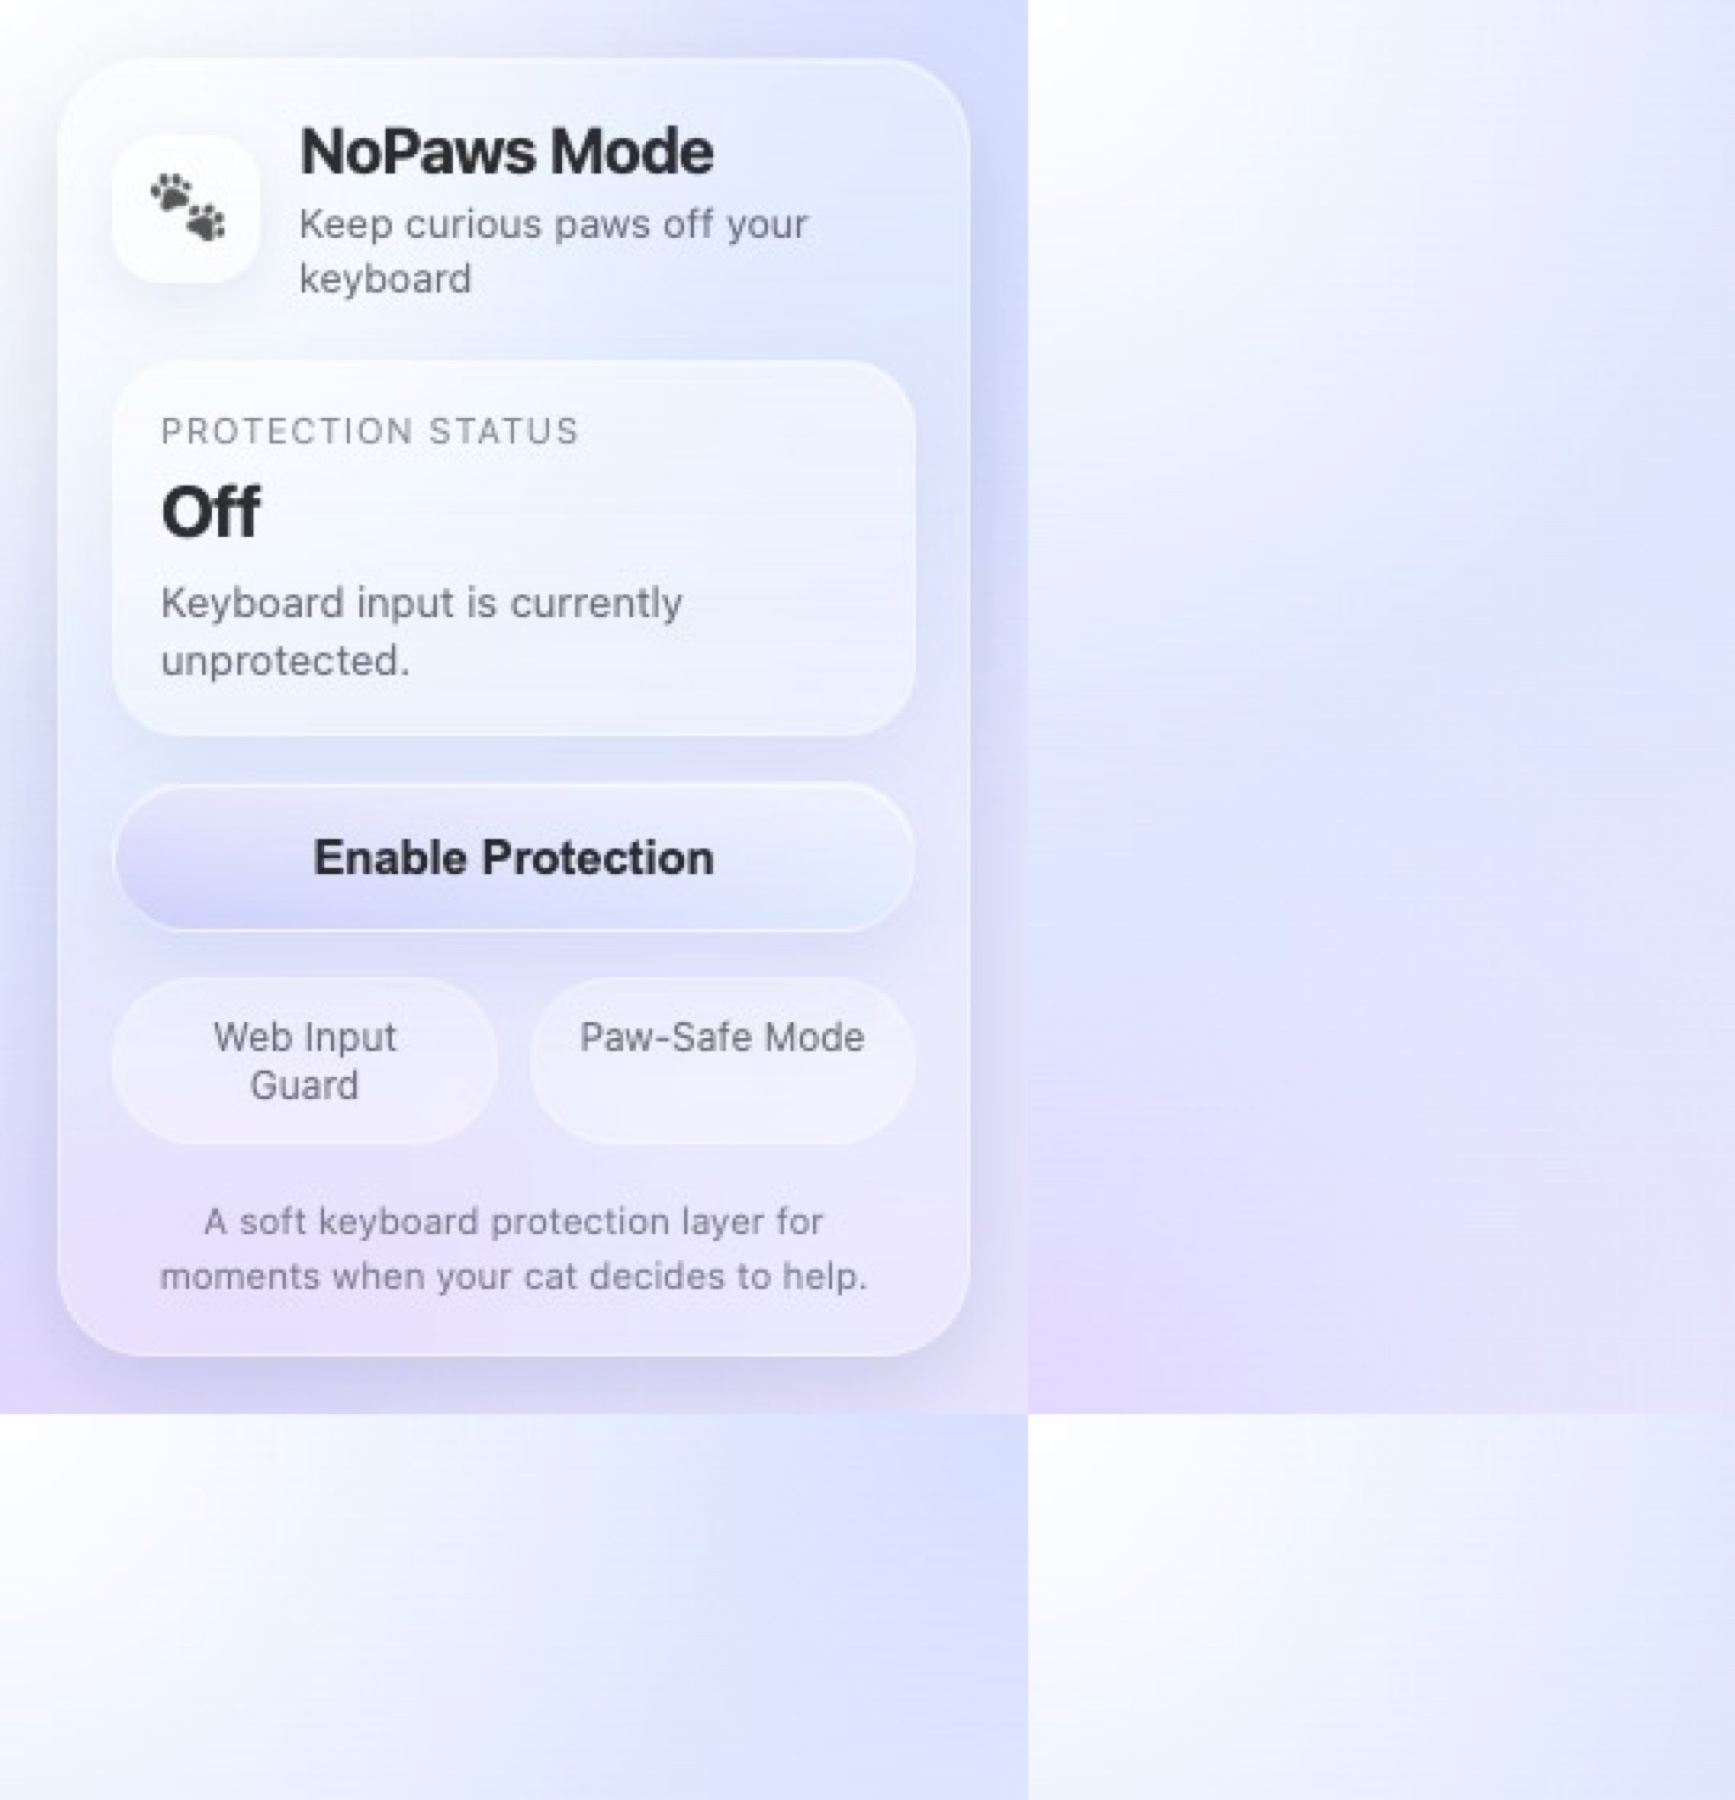 NoPaws Mode
Keep curious paws off your
keyboard
PROTECTION STATUS
Off
Keyboard input is currently
unprotected.
Enable Protection
Web Input
Guard
Paw-Safe Mode
A soft keyboard protection layer for
moments when your cat decides to help.